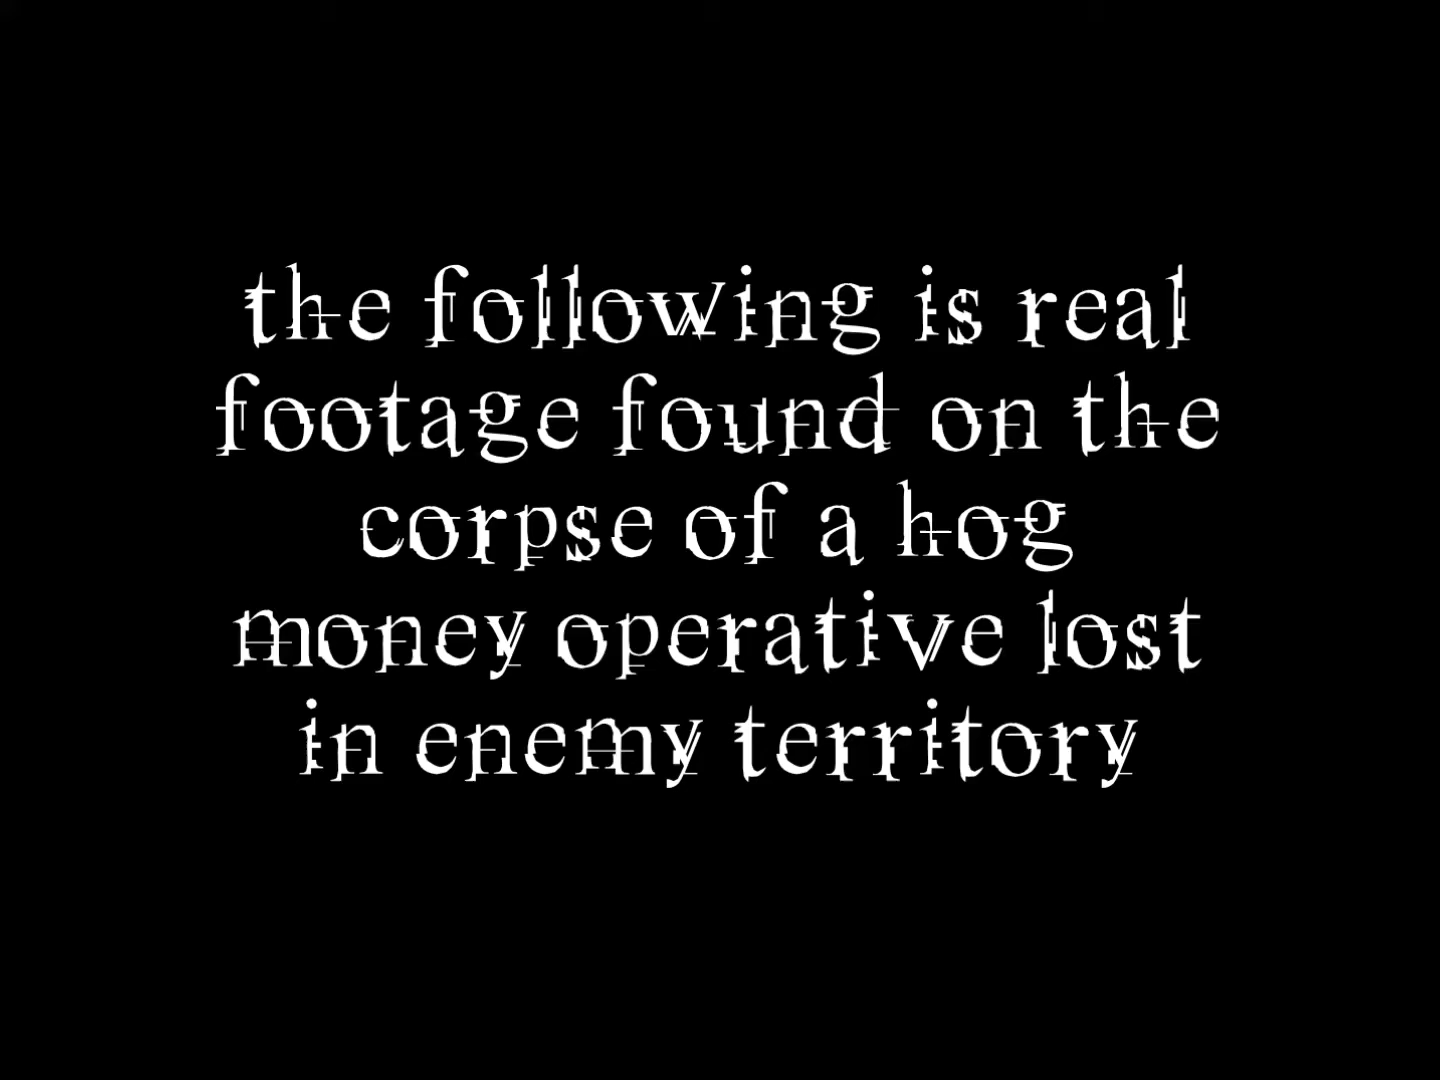 the following is real
footage found on the
corpse of a hog
money operative lost
in enemy territory